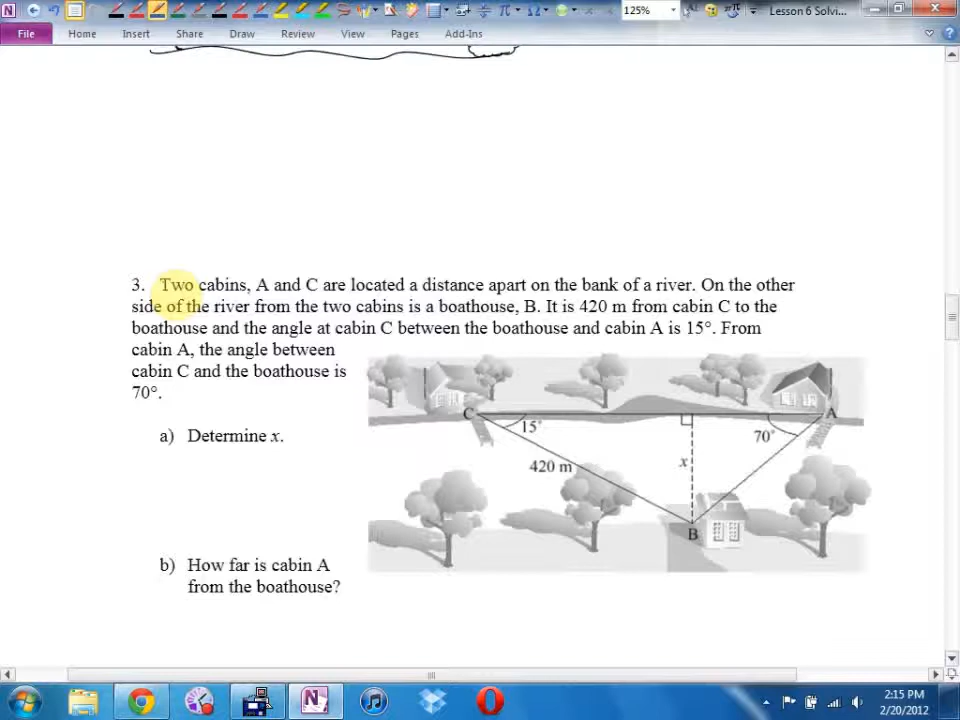 125%
Lesson 6 Solvi...
File Home Insert Share Draw Review View Pages Add-Ins
3. Two cabins, A and C are located a distance apart on the bank of a river. On the other
side of the river from the two cabins is a boathouse, B. It is 420 m from cabin C to the
boathouse and the angle at cabin C between the boathouse and cabin A is 15°. From
cabin A, the angle between
cabin C and the boathouse is
70°.
C
15°
70°
A
a) Determine x.
420 m
x
B
b) How far is cabin A
from the boathouse?
2:15 PM
2/20/2012